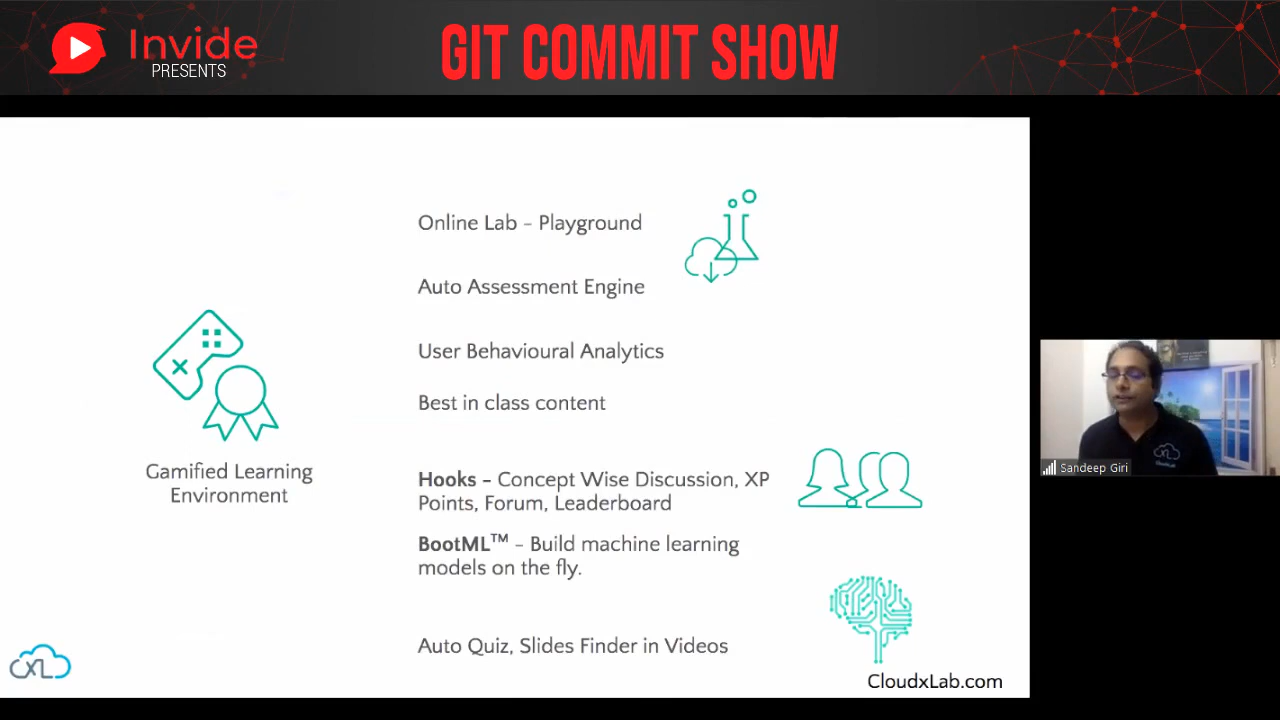 Invide
PRESENTS
GIT COMMIT SHOW
Online Lab – Playground
Auto Assessment Engine
User Behavioural Analytics
Best in class content
Gamified Learning
Environment
Hooks – Concept Wise Discussion, XP
Points, Forum, Leaderboard
BootML™ – Build machine learning
models on the fly.
Auto Quiz, Slides Finder in Videos
XL
CloudxLab.com
Sandeep Giri